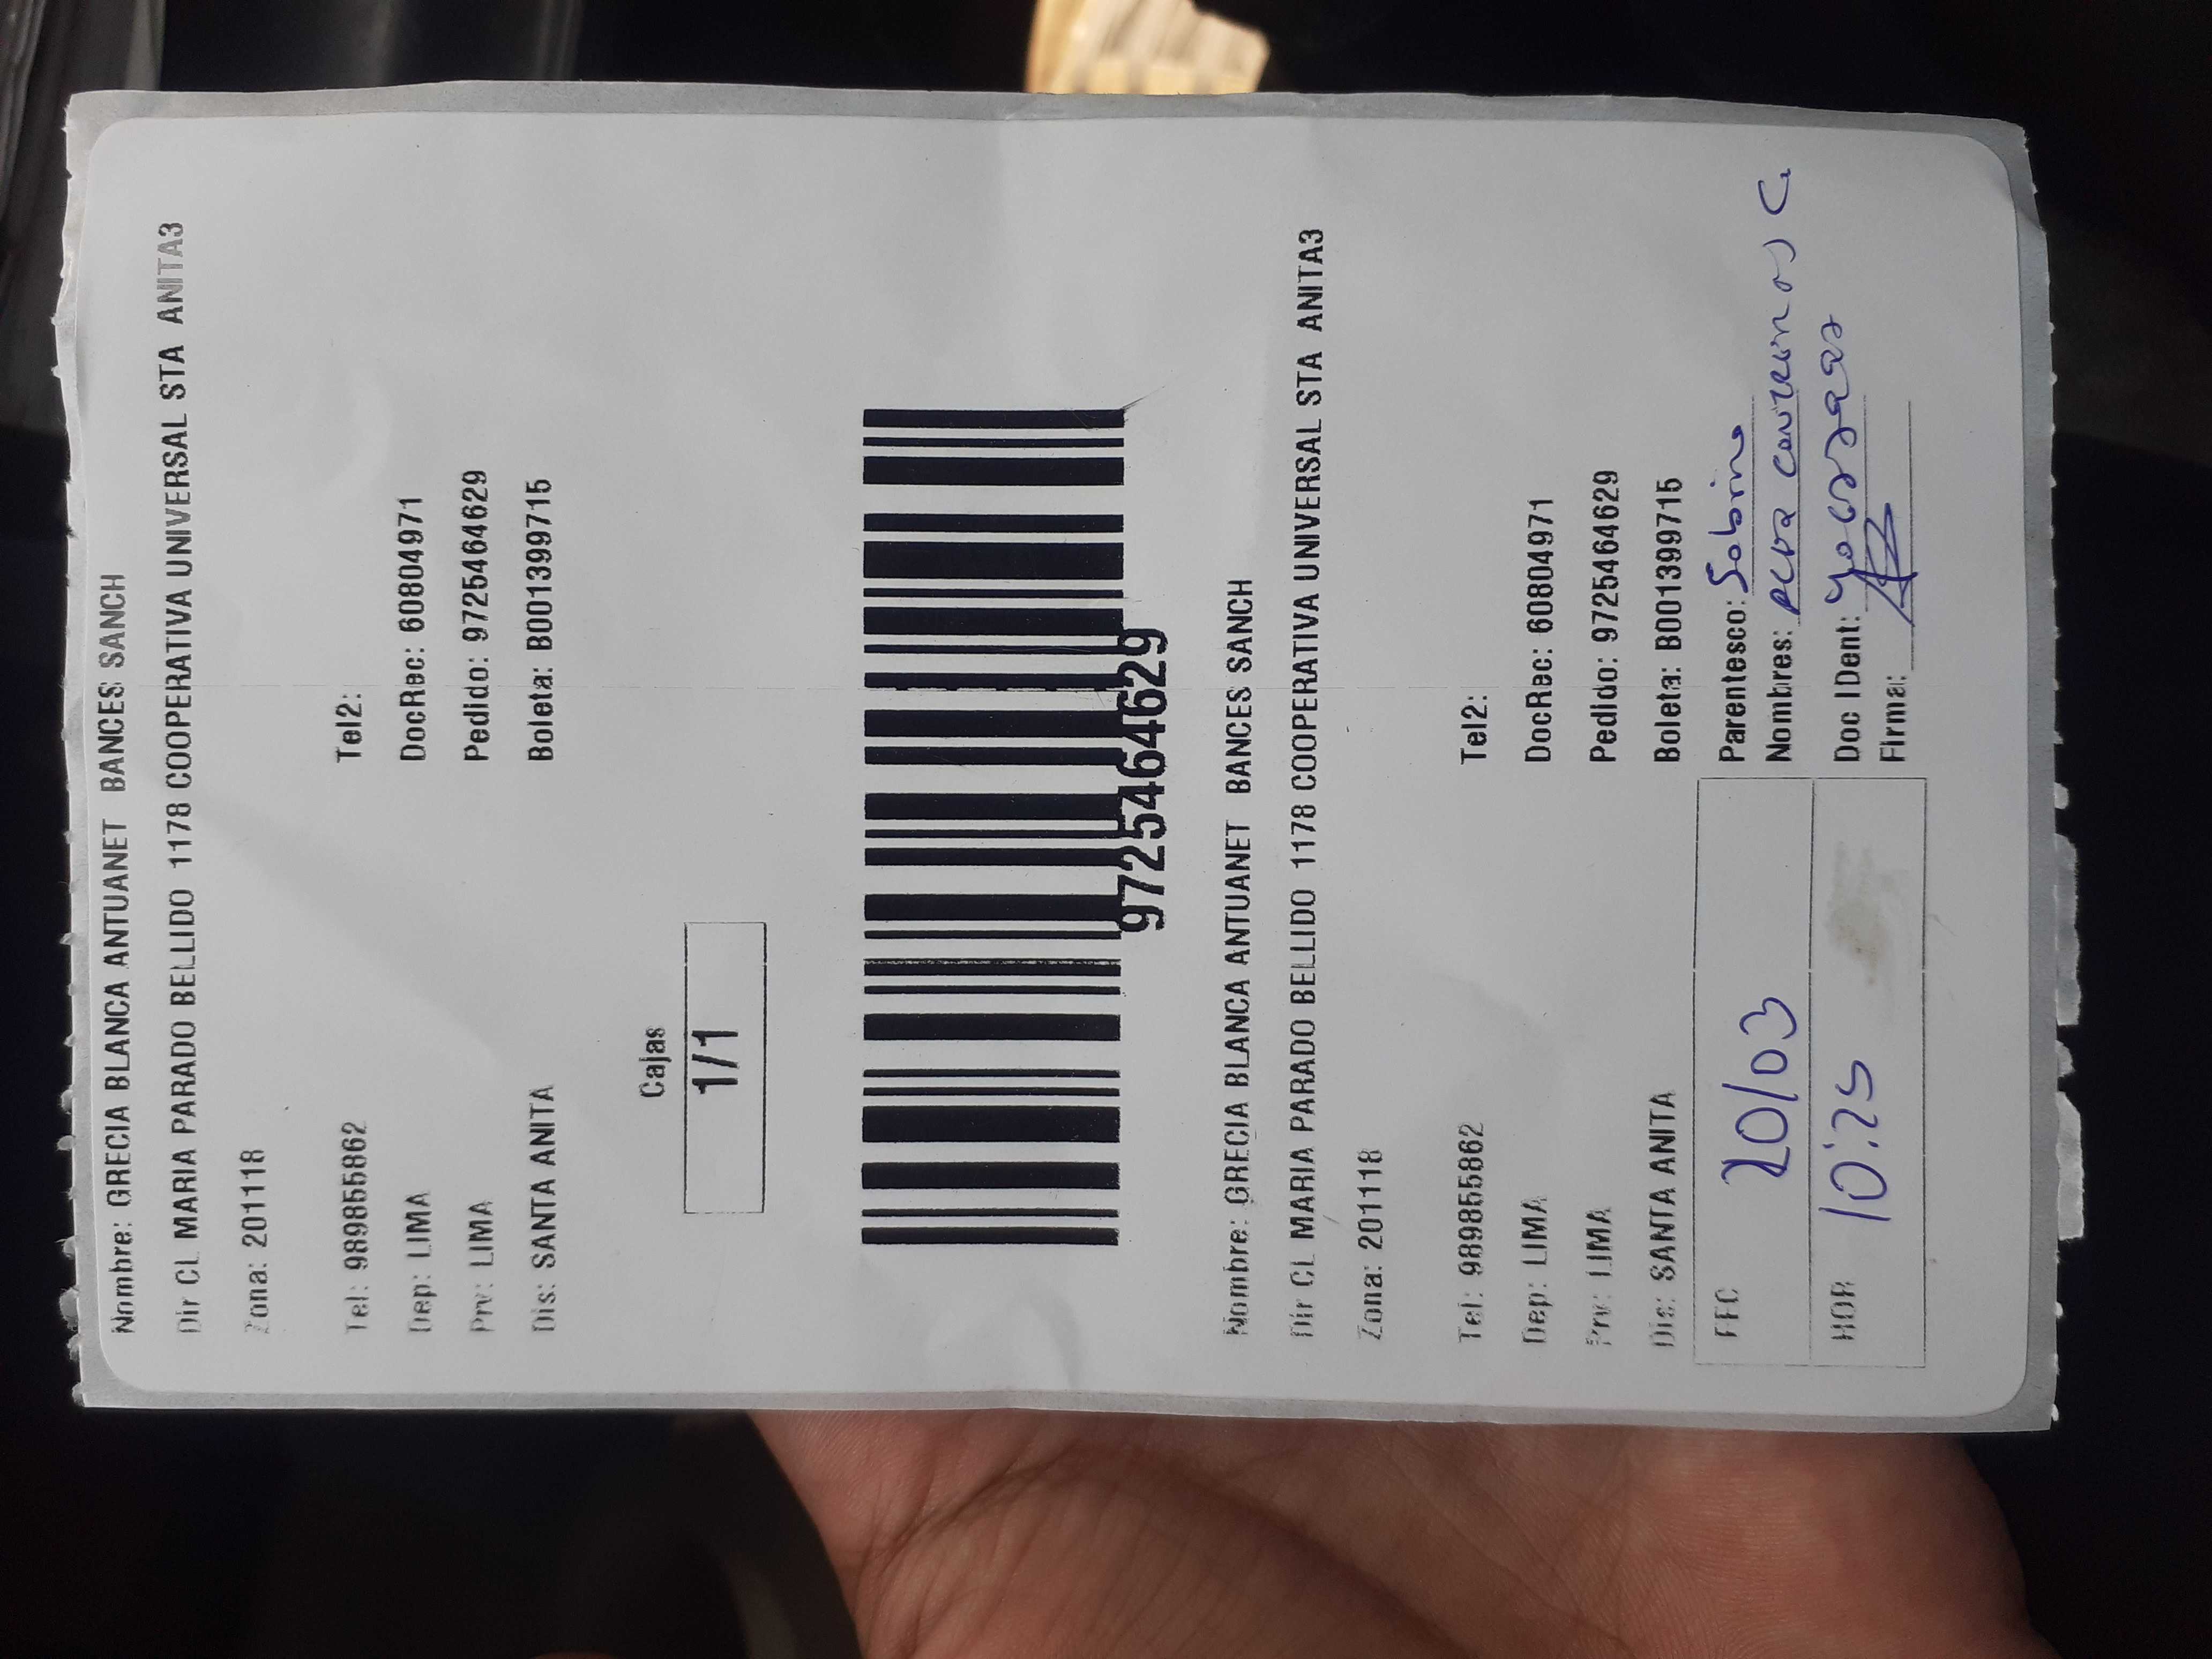 Nombre: GRECIA BLANCA ANTUANET BANCES SANCH
Dir CL MARIA PARADO BELLIDO 1178 COOPERATIVA UNIVERSAL STA ANITA3
Zona: 201118
Tel: 989855862 Tel2:
Dep: LIMA DocRec: 60804971
Prv: LIMA Pedido: 9725464629
Dis: SANTA ANITA Boleta: B001399715
Cajas
1/1
9725464629
Nombre: GRECIA BLANCA ANTUANET BANCES SANCH
Dir CL MARIA PARADO BELLIDO 1178 COOPERATIVA UNIVERSAL STA ANITA3
Zona: 201118
Tel: 989855862 Tel2:
Dep: LIMA DocRec: 60804971
Prv: LIMA Pedido: 9725464629
Dis: SANTA ANITA Boleta: B001399715
FEC 20/03 Parentesco: Sobrino
Nombres: C.
HOR 10:25 Doc IDent:
Firma: